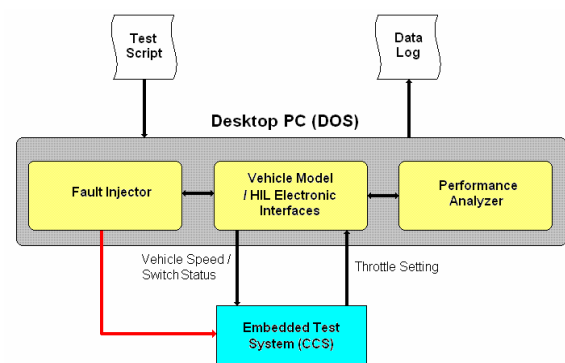 Test
Script
Data
Log
Desktop PC (DOS)
Fault Injector
Vehicle Model
/ HIL Electronic
Interfaces
Performance
Analyzer
Vehicle Speed /
Switch Status
Throttle Setting
Embedded Test
System (CCS)